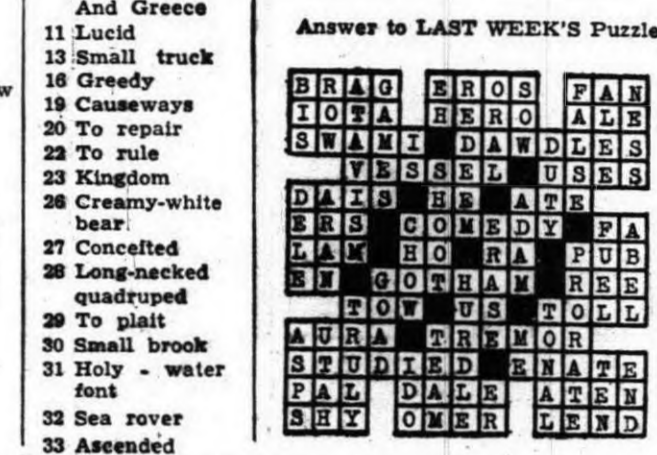 And Greece
11 Lucid
13 Small truck
w
16 Greedy
19 Causeways
20 To repair
22 To rule
23 Kingdom
26 Creamy-white
bear
27 Conceited
28 Long-necked
quadruped
29 To plait
30 Small brook
31 Holy - water
font
32 Sea rover
33 Ascended
Answer to LAST WEEK'S Puzzle
BRAG EROS FAN
IOTA HERO ALE
SWAMI DAWDLES
VESSEL USES
DAIS HE ATE
ERS COMEDY FA
LAM HO RA PUB
EN GOTHAM REE
TOW US TOLL
AURA TREMOR
STUDIED ENATE
PAL DALE ATEN
SHY OMER LEND